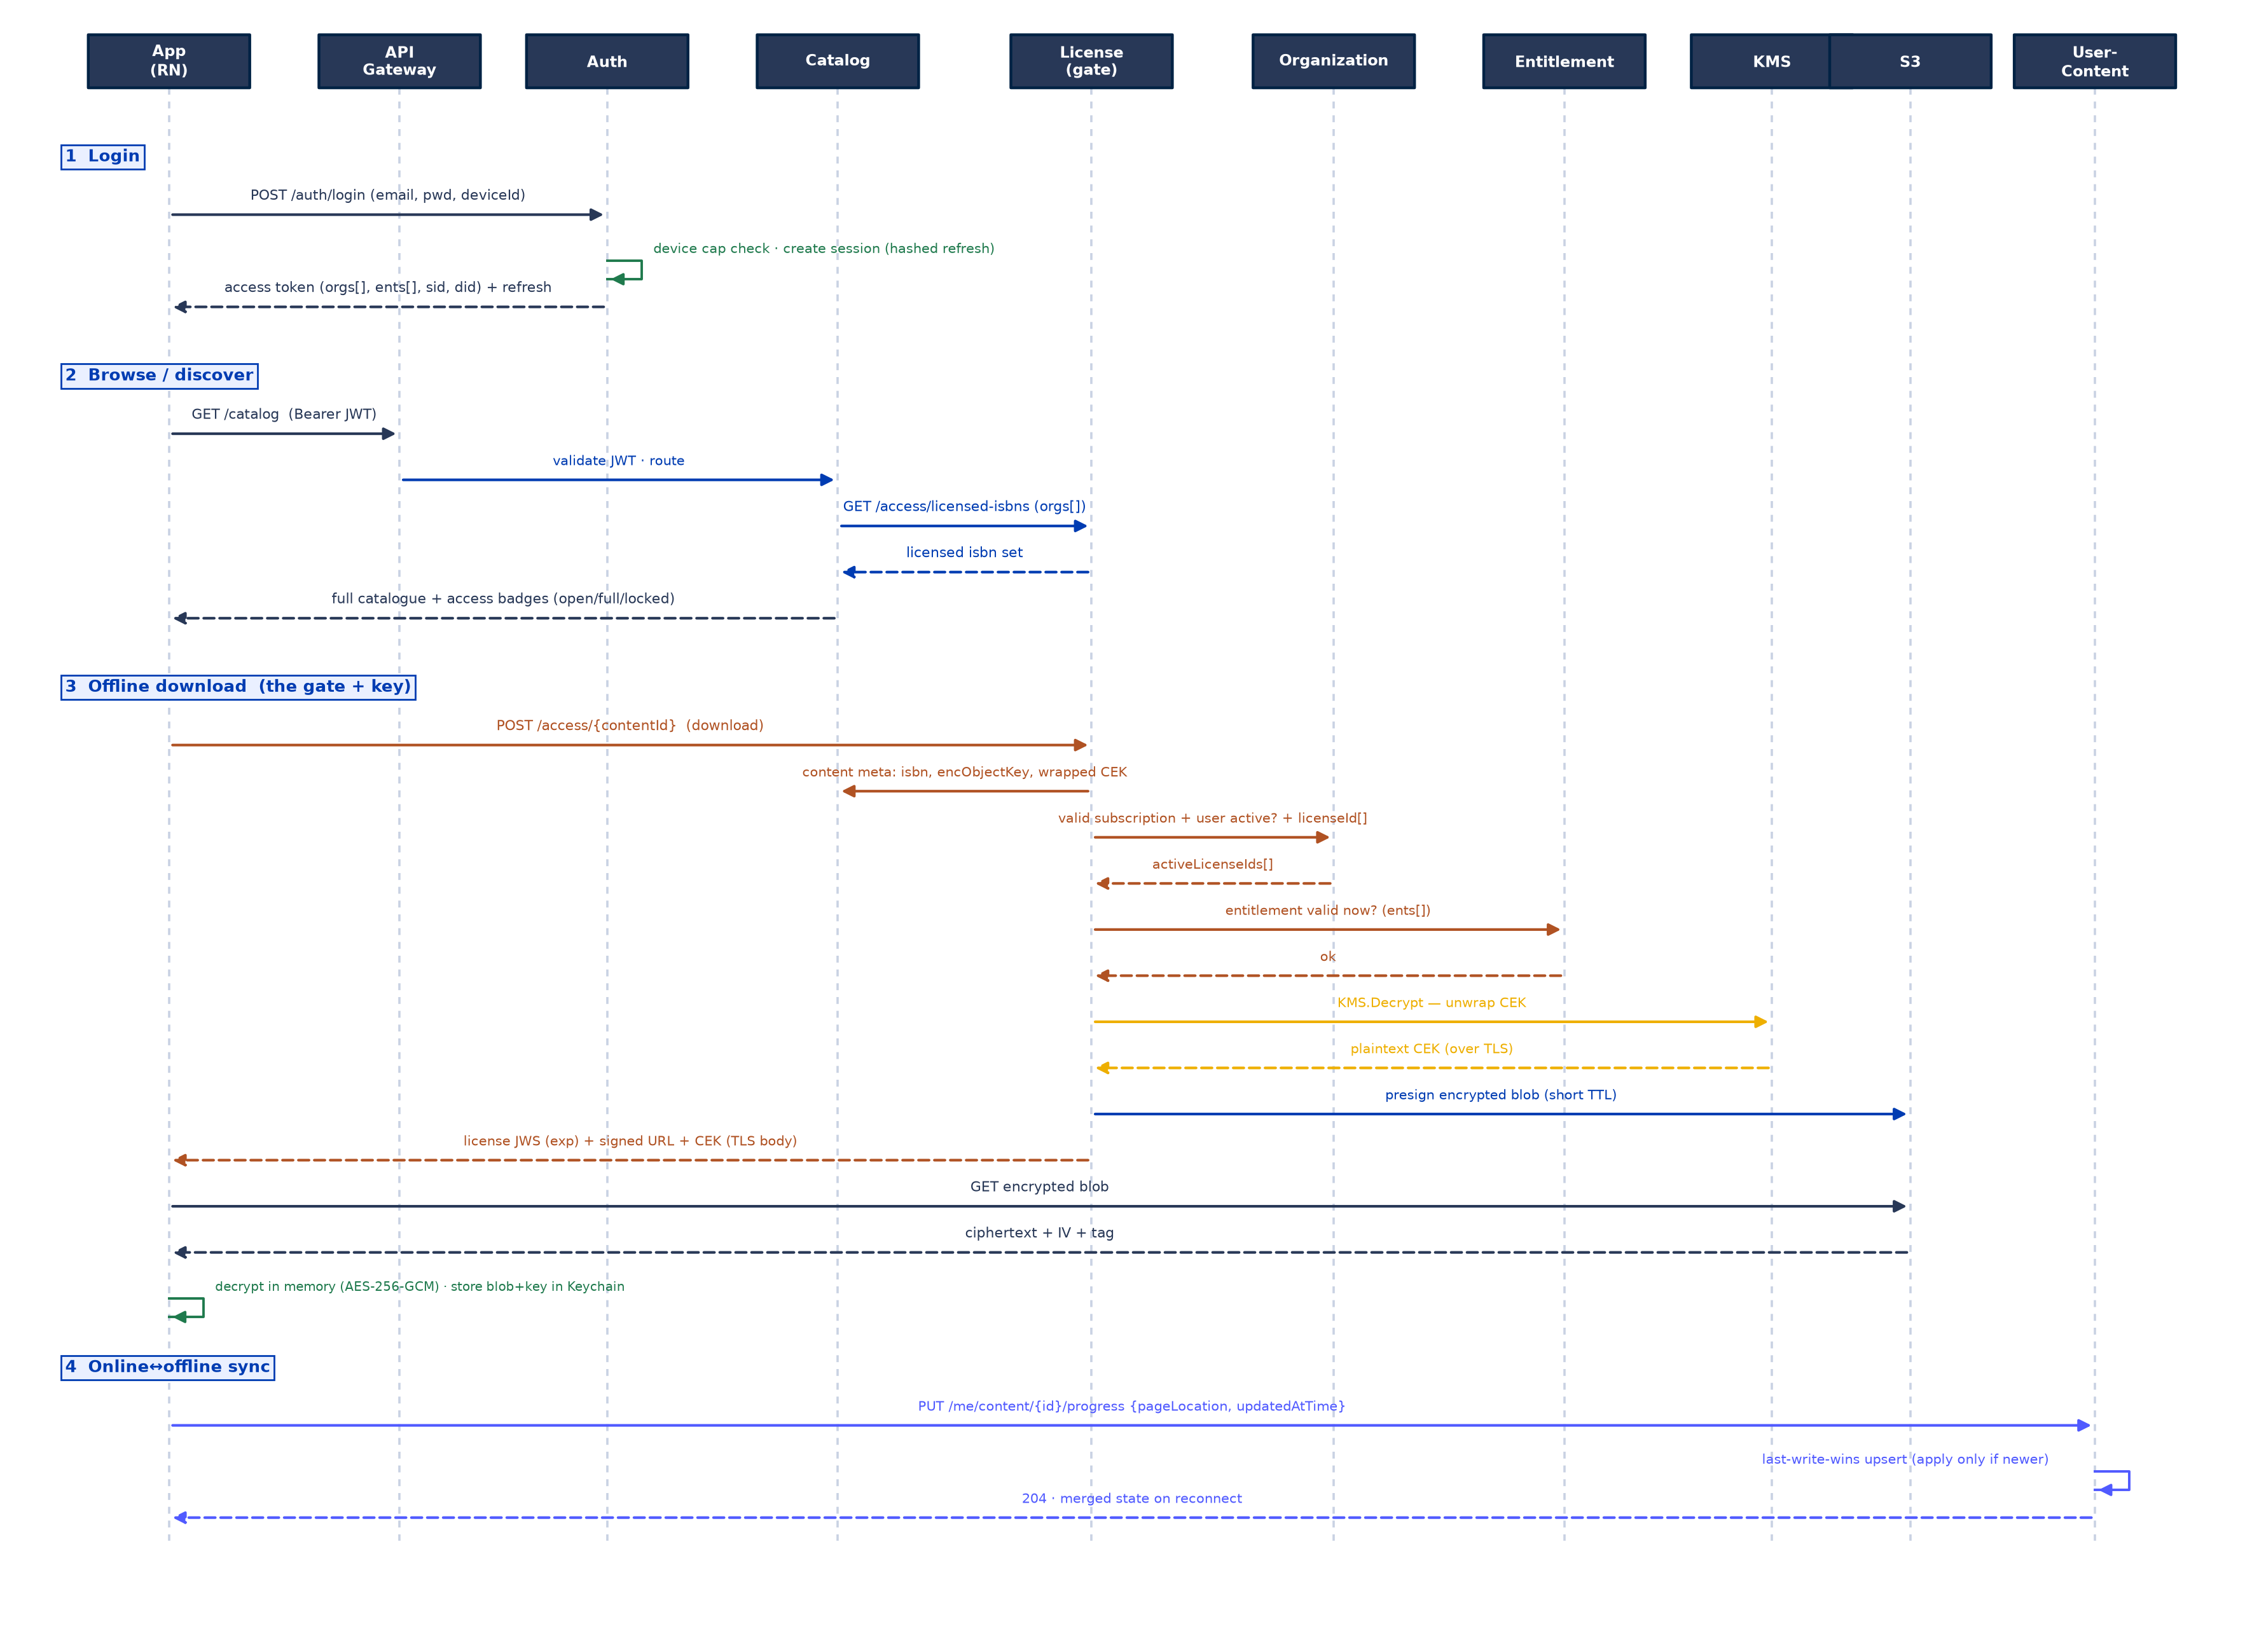 App
(RN)
API
Gateway
Auth
Catalog
License
(gate)
Organization
Entitlement
KMS
S3
User-
Content
1 Login
POST /auth/login (email, pwd, deviceId)
device cap check · create session (hashed refresh)
access token (orgs[], ents[], sid, did) + refresh
2 Browse / discover
GET /catalog (Bearer JWT)
validate JWT · route
GET /access/licensed-isbns (orgs[])
licensed isbn set
full catalogue + access badges (open/full/locked)
3 Offline download (the gate + key)
POST /access/{contentId} (download)
content meta: isbn, encObjectKey, wrapped CEK
valid subscription + user active? + licenseId[]
activeLicenseIds[]
entitlement valid now? (ents[])
ok
KMS.Decrypt — unwrap CEK
plaintext CEK (over TLS)
presign encrypted blob (short TTL)
license JWS (exp) + signed URL + CEK (TLS body)
GET encrypted blob
ciphertext + IV + tag
decrypt in memory (AES-256-GCM) · store blob+key in Keychain
4 Online↔offline sync
PUT /me/content/{id}/progress {pageLocation, updatedAtTime}
last-write-wins upsert (apply only if newer)
204 · merged state on reconnect